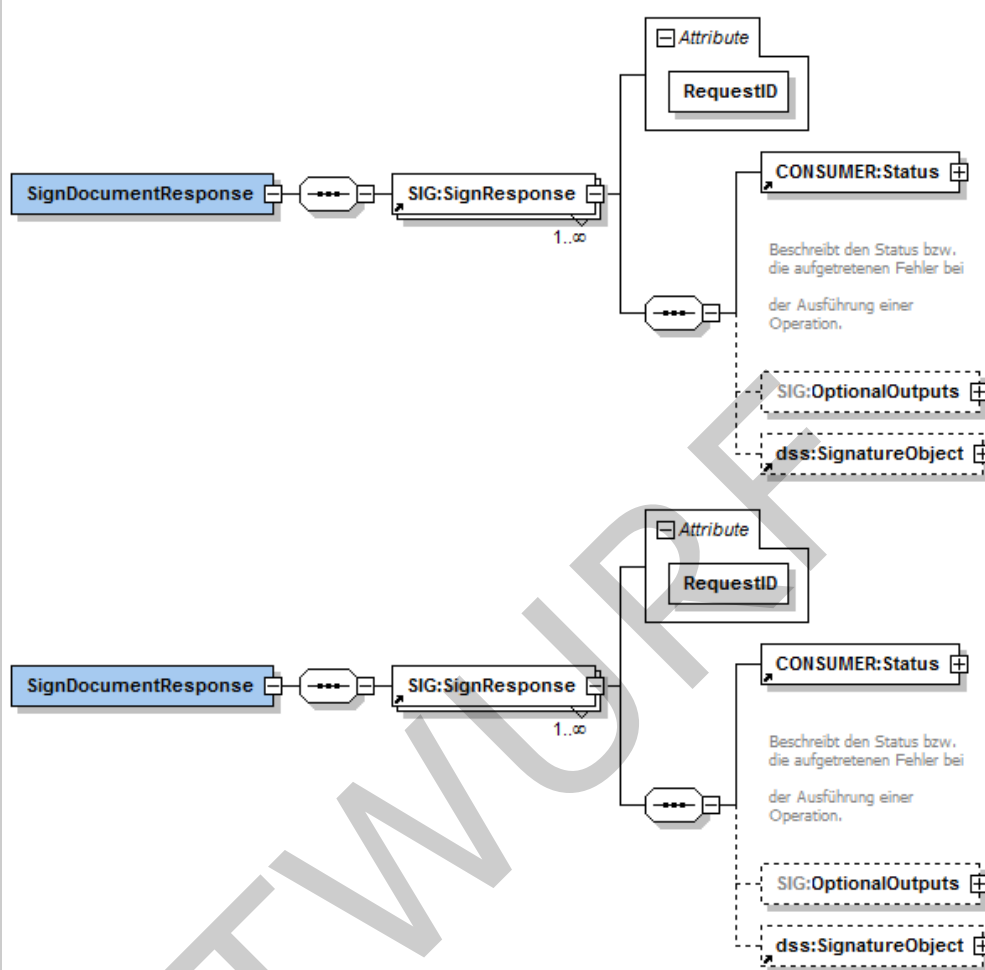 Attribute
RequestID
SignDocumentResponse
SIG:SignResponse
1..∞
CONSUMER:Status
Beschreibt den Status bzw.
die aufgetretenen Fehler bei
der Ausführung einer
Operation.
SIG:OptionalOutputs
dss:SignatureObject
Attribute
RequestID
SignDocumentResponse
SIG:SignResponse
1..∞
CONSUMER:Status
Beschreibt den Status bzw.
die aufgetretenen Fehler bei
der Ausführung einer
Operation.
SIG:OptionalOutputs
dss:SignatureObject
TWURF